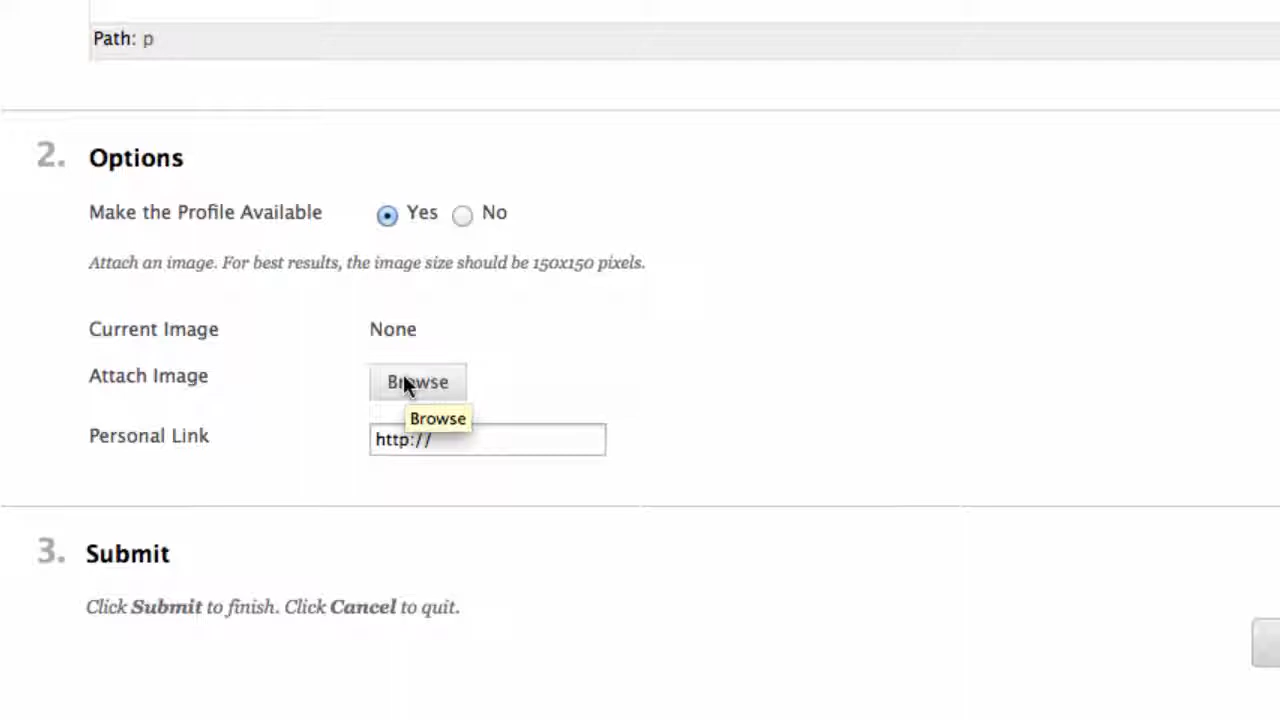 Path: p
2. Options
Make the Profile Available Yes No
Attach an image. For best results, the image size should be 150x150 pixels.
Current Image None
Attach Image Browse
Browse
Personal Link http://
3. Submit
Click Submit to finish. Click Cancel to quit.